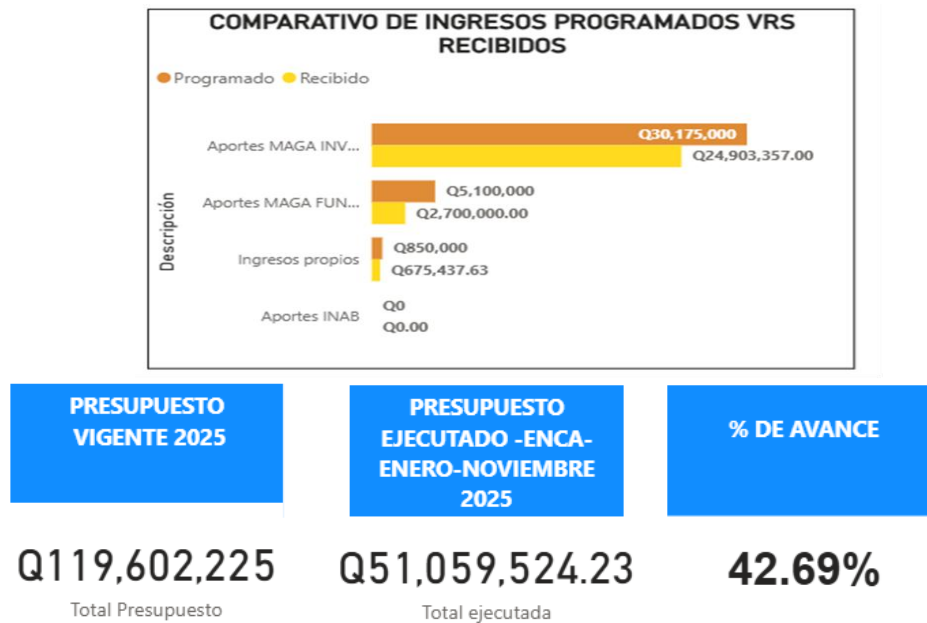 COMPARATIVO DE INGRESOS PROGRAMADOS VRS
RECIBIDOS
Programado Recibido
Descripción
Aportes MAGA INV...
Q30,175,000
Q24,903,357.00
Aportes MAGA FUN...
Q5,100,000
Q2,700,000.00
Ingresos propios
Q850,000
Q675,437.63
Aportes INAB
Q0
Q0.00
PRESUPUESTO
VIGENTE 2025
Q119,602,225
Total Presupuesto
PRESUPUESTO
EJECUTADO -ENCA-
ENERO-NOVIEMBRE
2025
Q51,059,524.23
Total ejecutada
% DE AVANCE
42.69%